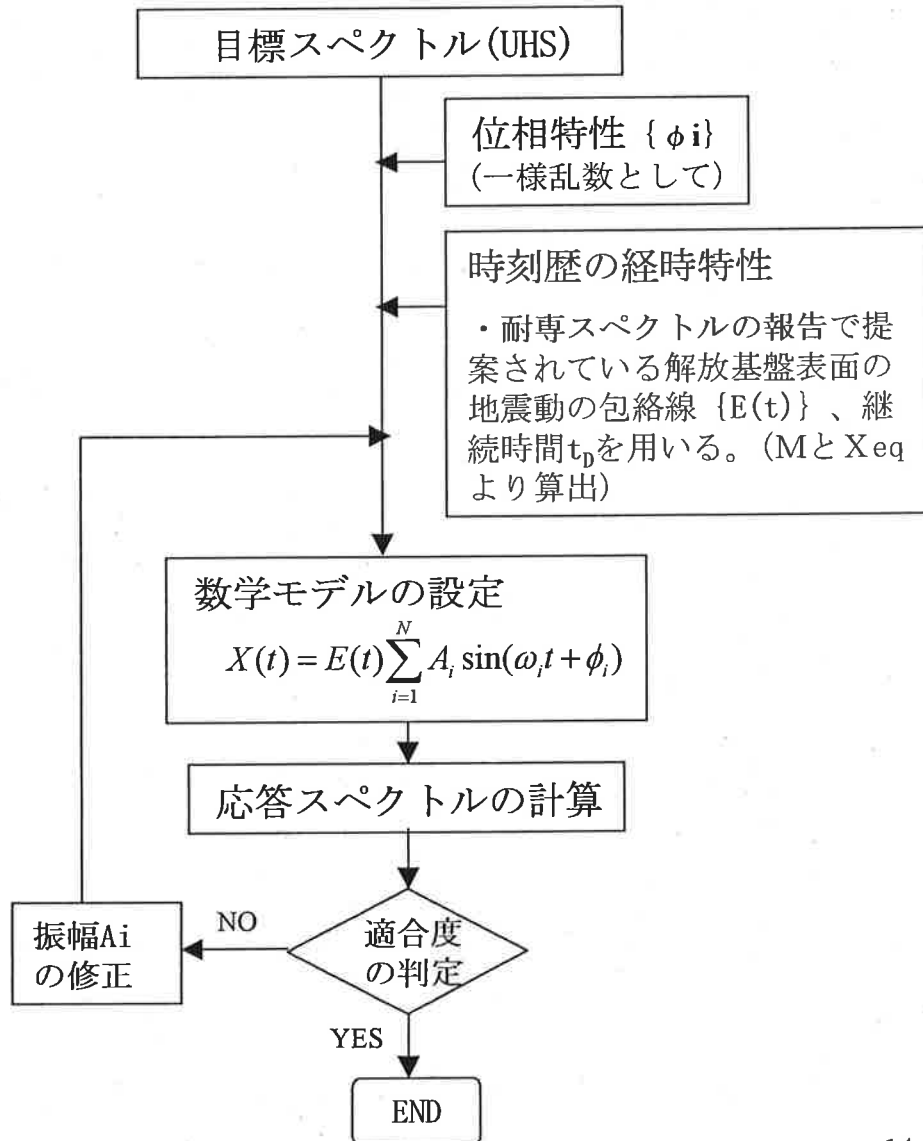 目標スペクトル(UHS)
位相特性 {φi}
(一様乱数として)
時刻歴の経時特性
・耐専スペクトルの報告で提
案されている解放基盤表面の
地震動の包絡線 {E(t)}、継
続時間t_Dを用いる。(MとXeq
より算出)
数学モデルの設定
X(t) = E(t) \sum_{i=1}^{N} A_i sin(ω_i t + φ_i)
応答スペクトルの計算
適合度
の判定
NO
振幅Ai
の修正
YES
END